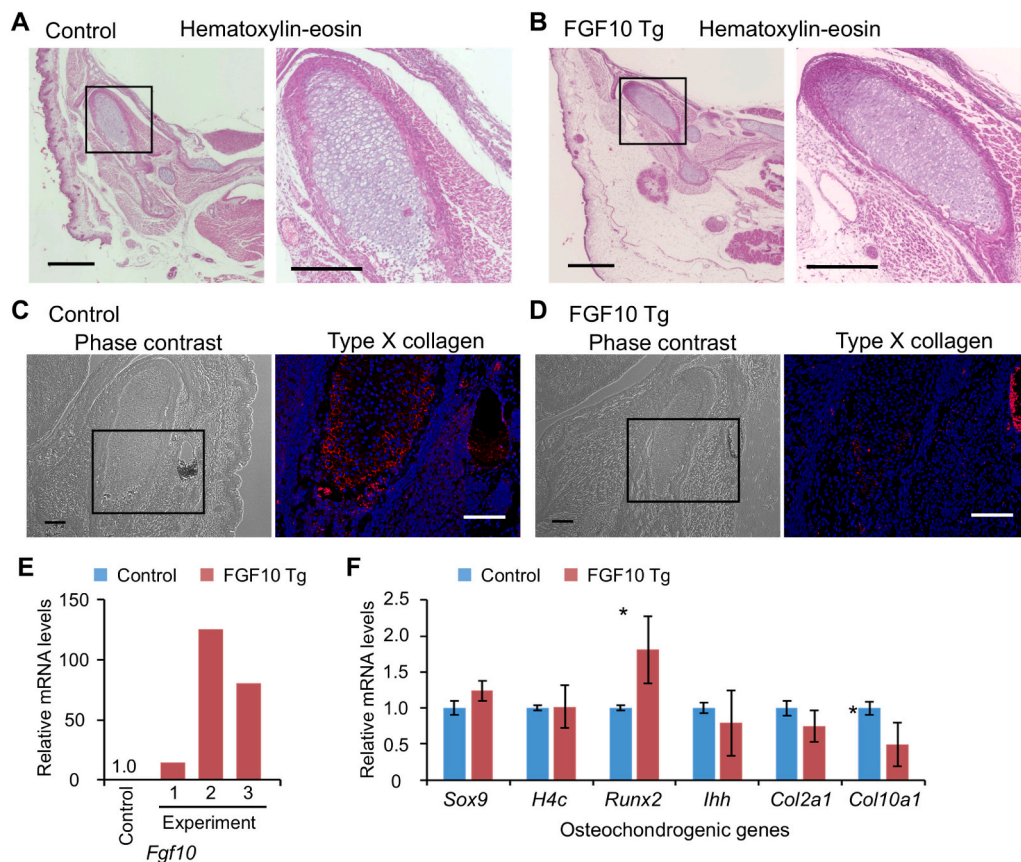 A
Control
Hematoxylin-eosin
B
FGF10 Tg
Hematoxylin-eosin
C
Control
Phase contrast
Type X collagen
D
FGF10 Tg
Phase contrast
Type X collagen
E
Control
FGF10 Tg
Relative mRNA levels
150
100
50
0
1.0
Control
1 2 3
Experiment
Fgf10
F
Control
FGF10 Tg
Relative mRNA levels
2.5
2.0
1.5
1.0
0.5
0
*
*
Sox9 H4c Runx2 Ihh Col2a1 Col10a1
Osteochondrogenic genes